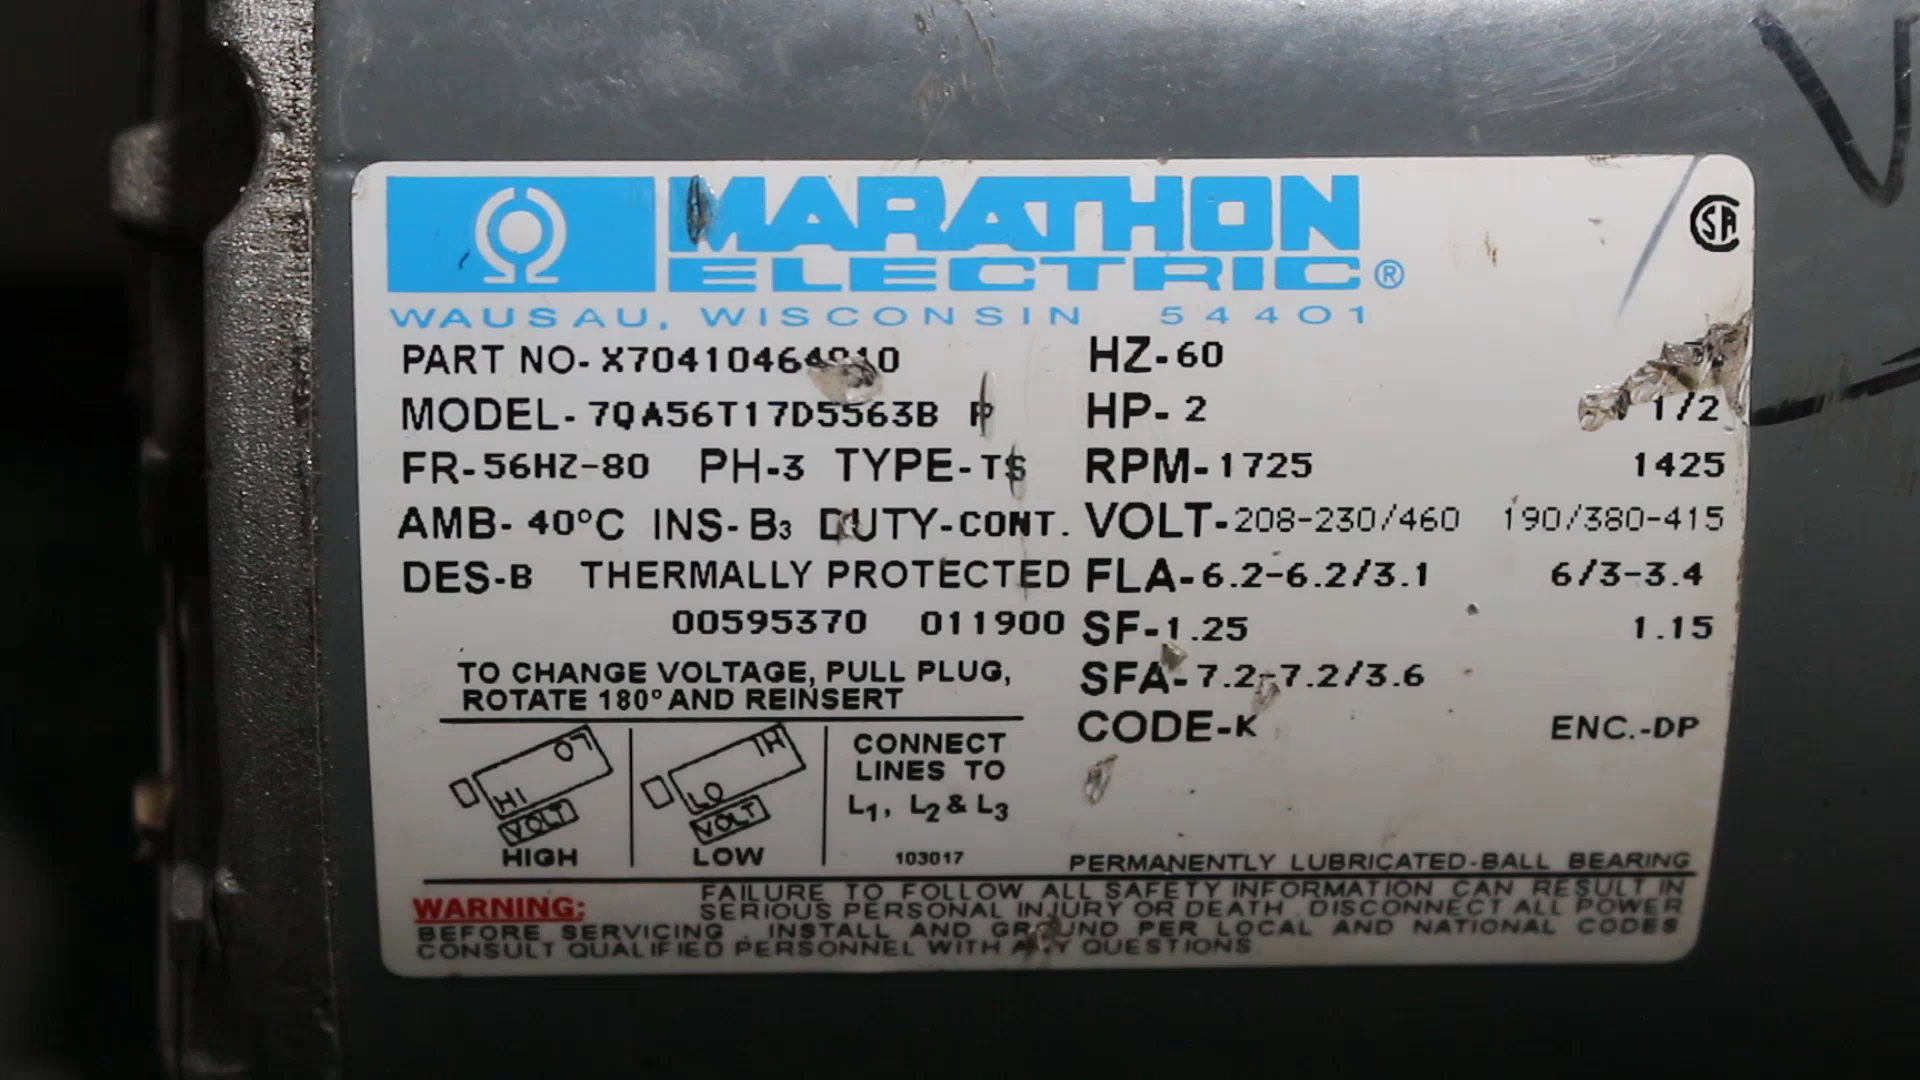 MARATHON
ELECTRIC®
WAUSAU, WISCONSIN 54401
PART NO-
MODEL- 7QA56T17D5563B P
FR-56HZ-80 PH-3 TYPE-TS
AMB- 40°C INS-B3 DUTY-CONT.
DES-B THERMALLY PROTECTED
00595370 011900
HZ-60
HP- 2 1/2
RPM-1725 1425
VOLT-208-230/460 190/380-415
FLA-6.2-6.2/3.1 6/3-3.4
SF-1.25 1.15
SFA-7.2-7.2/3.6
CODE-K ENC.-DP
TO CHANGE VOLTAGE, PULL PLUG,
ROTATE 180° AND REINSERT
LO
HI
VOLT
HIGH
HI
LO
VOLT
LOW
CONNECT
LINES TO
L1, L2 & L3
103017
PERMANENTLY LUBRICATED-BALL BEARING
WARNING: FAILURE TO FOLLOW ALL SAFETY INFORMATION CAN RESULT IN
SERIOUS PERSONAL INJURY OR DEATH. DISCONNECT ALL POWER
BEFORE SERVICING. INSTALL AND GROUND PER LOCAL AND NATIONAL CODES
CONSULT QUALIFIED PERSONNEL WITH ANY QUESTIONS.
SA
V